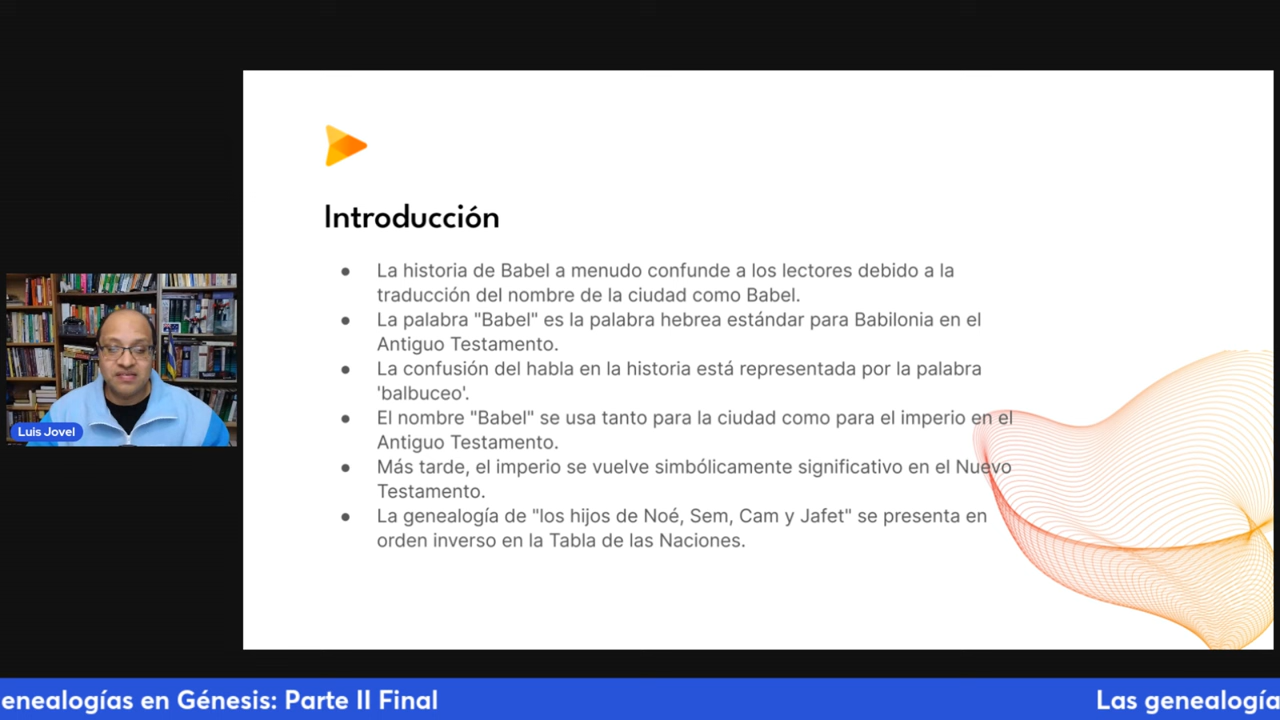 Introducción
● La historia de Babel a menudo confunde a los lectores debido a la
traducción del nombre de la ciudad como Babel.
● La palabra "Babel" es la palabra hebrea estándar para Babilonia en el
Antiguo Testamento.
● La confusión del habla en la historia está representada por la palabra
'balbuceo'.
● El nombre "Babel" se usa tanto para la ciudad como para el imperio en el
Antiguo Testamento.
● Más tarde, el imperio se vuelve simbólicamente significativo en el Nuevo
Testamento.
● La genealogía de "los hijos de Noé, Sem, Cam y Jafet" se presenta en
orden inverso en la Tabla de las Naciones.
Luis Jovel
enealogías en Génesis: Parte II Final
Las genealogía